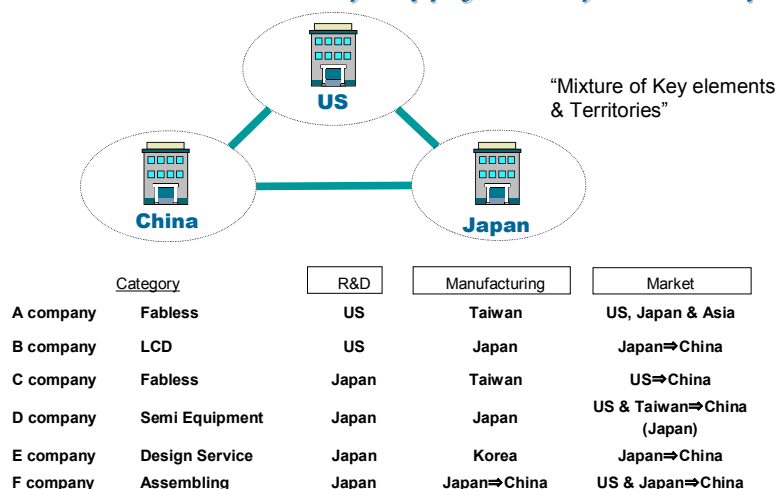 US
“Mixture of Key elements
& Territories”
China
Japan
Category R&D Manufacturing Market
A company Fabless US Taiwan US, Japan & Asia
B company LCD US Japan Japan⇒China
C company Fabless Japan Taiwan US⇒China
D company Semi Equipment Japan Japan US & Taiwan⇒China
(Japan)
E company Design Service Japan Korea Japan⇒China
F company Assembling Japan Japan⇒China US & Japan⇒China